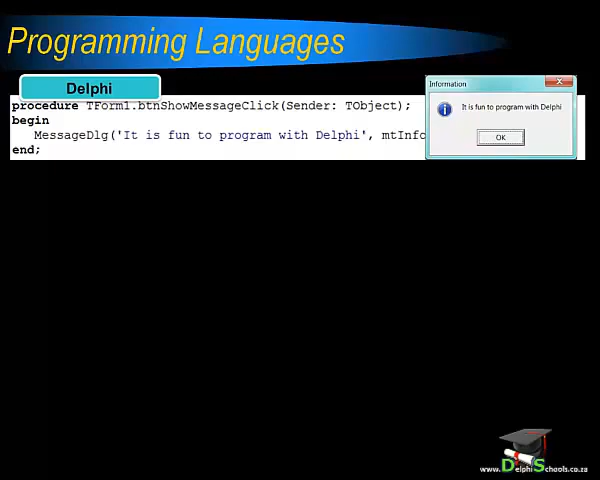 Programming Languages
Delphi
procedure TForm1.btnShowMessageClick(Sender: TObject);
begin
MessageDlg('It is fun to program with Delphi', mtInfo
end;
Information
It is fun to program with Delphi
OK
www.DelphiSchools.co.za